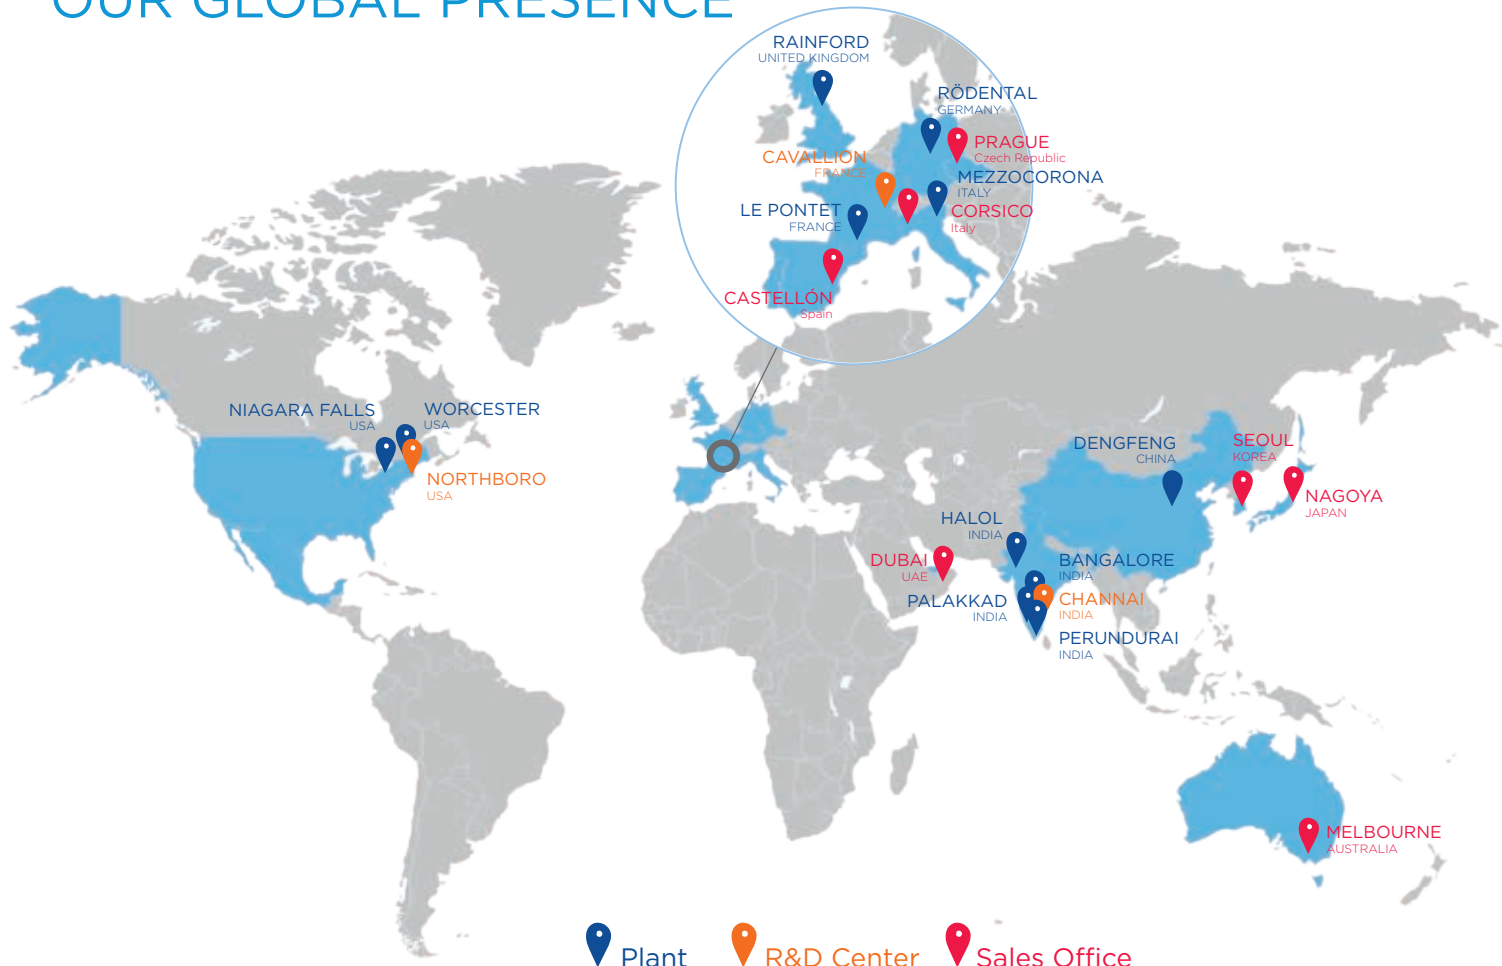 OUR GLOBAL PRESENCE
RAINFORD
UNITED KINGDOM
RÖDENTAL
GERMANY
PRAGUE
Czech Republic
CAVALLION
FRANCE
MEZZOCORONA
ITALY
LE PONTET
FRANCE
CORSICO
Italy
CASTELLÓN
Spain
NIAGARA FALLS
USA
WORCESTER
USA
NORTHBORO
USA
DENGFENG
CHINA
SEOUL
KOREA
NAGOYA
JAPAN
HALOL
INDIA
DUBAI
UAE
BANGALORE
INDIA
PALAKKAD
INDIA
CHANNAI
INDIA
PERUNDURAI
INDIA
MELBOURNE
AUSTRALIA
Plant
R&D Center
Sales Office